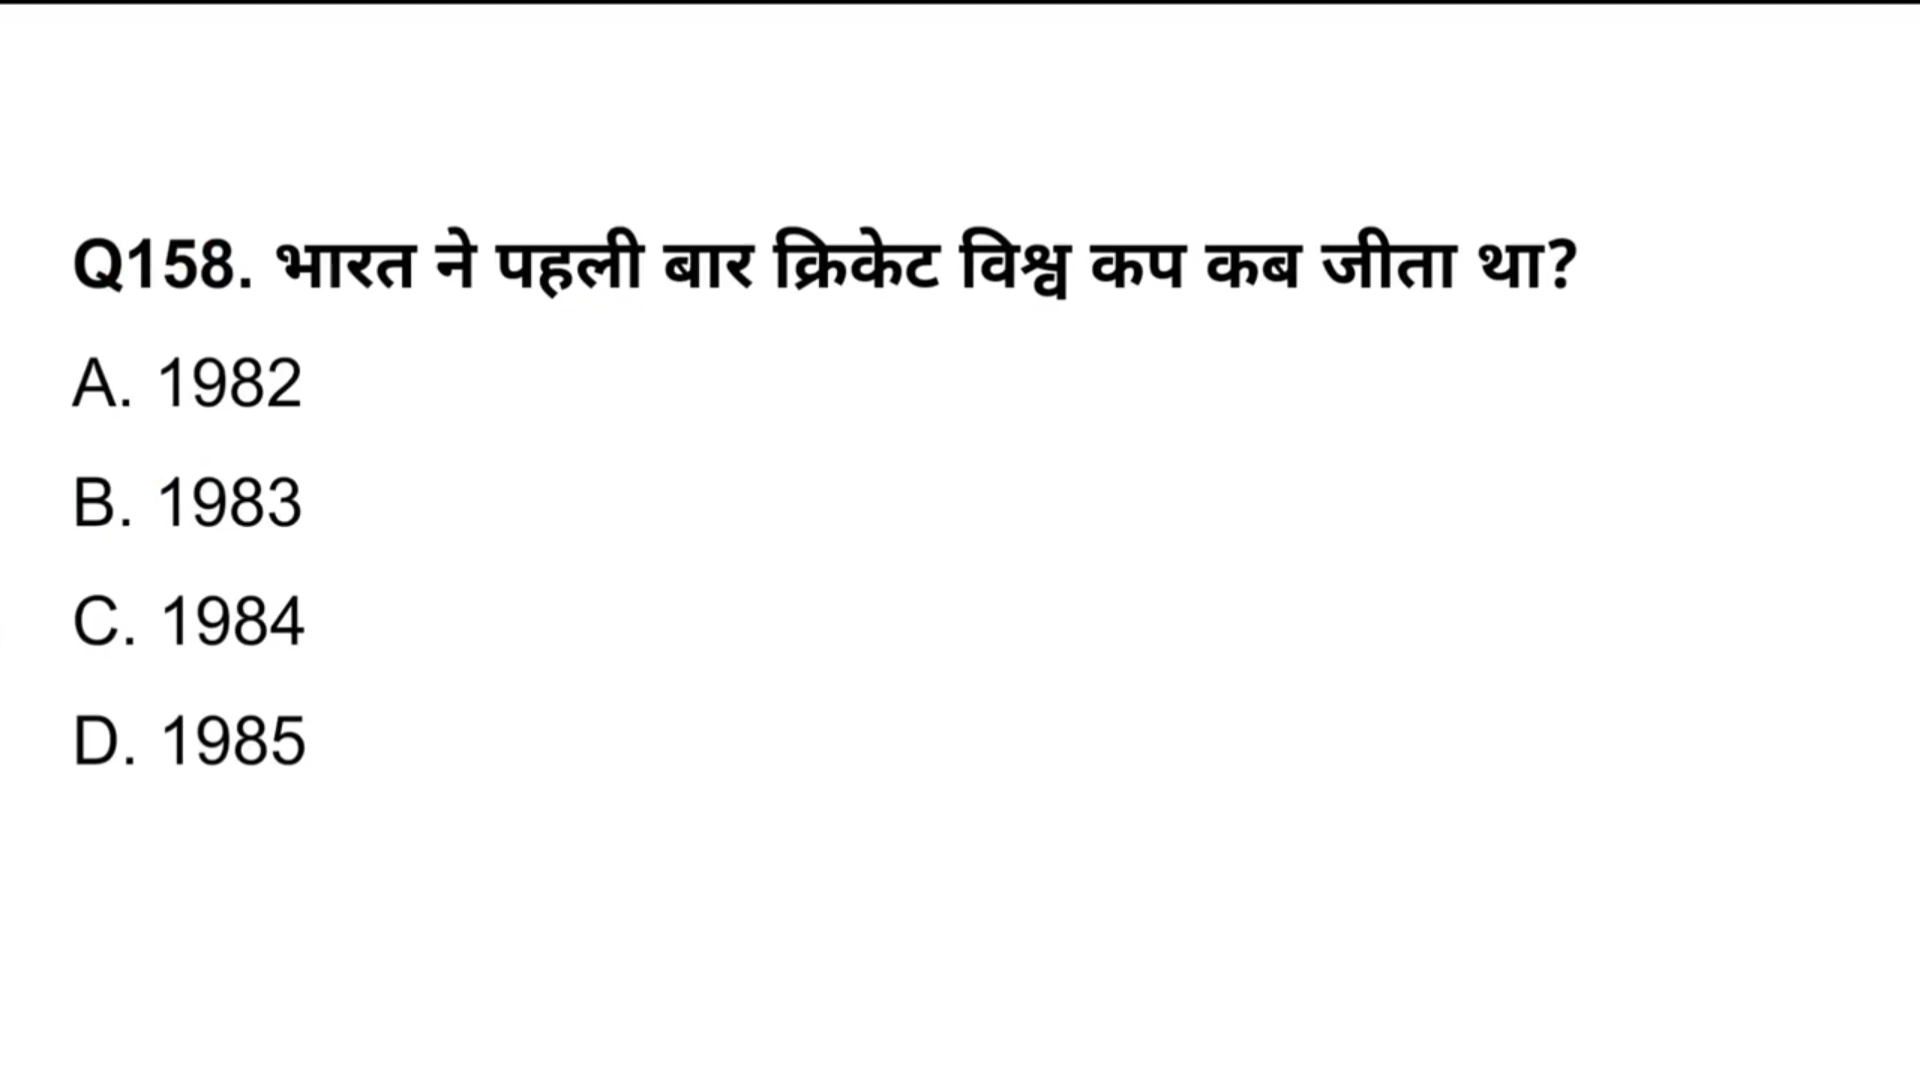 Q158. भारत ने पहली बार क्रिकेट विश्व कप कब जीता था?
A. 1982
B. 1983
C. 1984
D. 1985